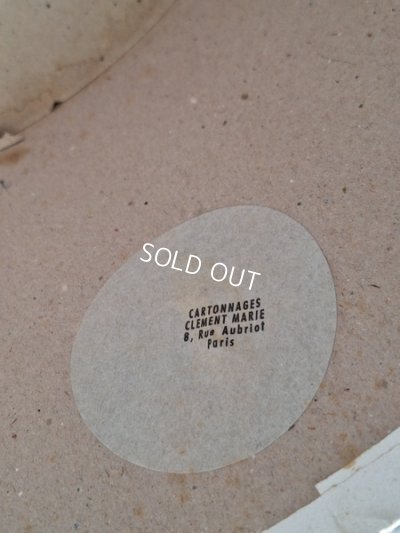 SOLD OUT
CARTONNAGES
CLEMENT MARIE
8, Rue Aubriot
Paris